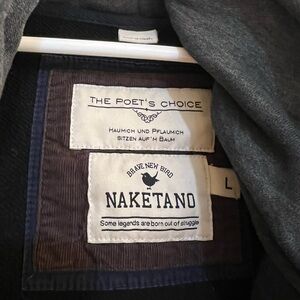 THE POET'S CHOICE
HAUMICH UND PFLAUMICH
SITZEN AUF'M BAUM
BRAVE NEW BIRD
NAKETANO
Some legends are born out of struggle
L